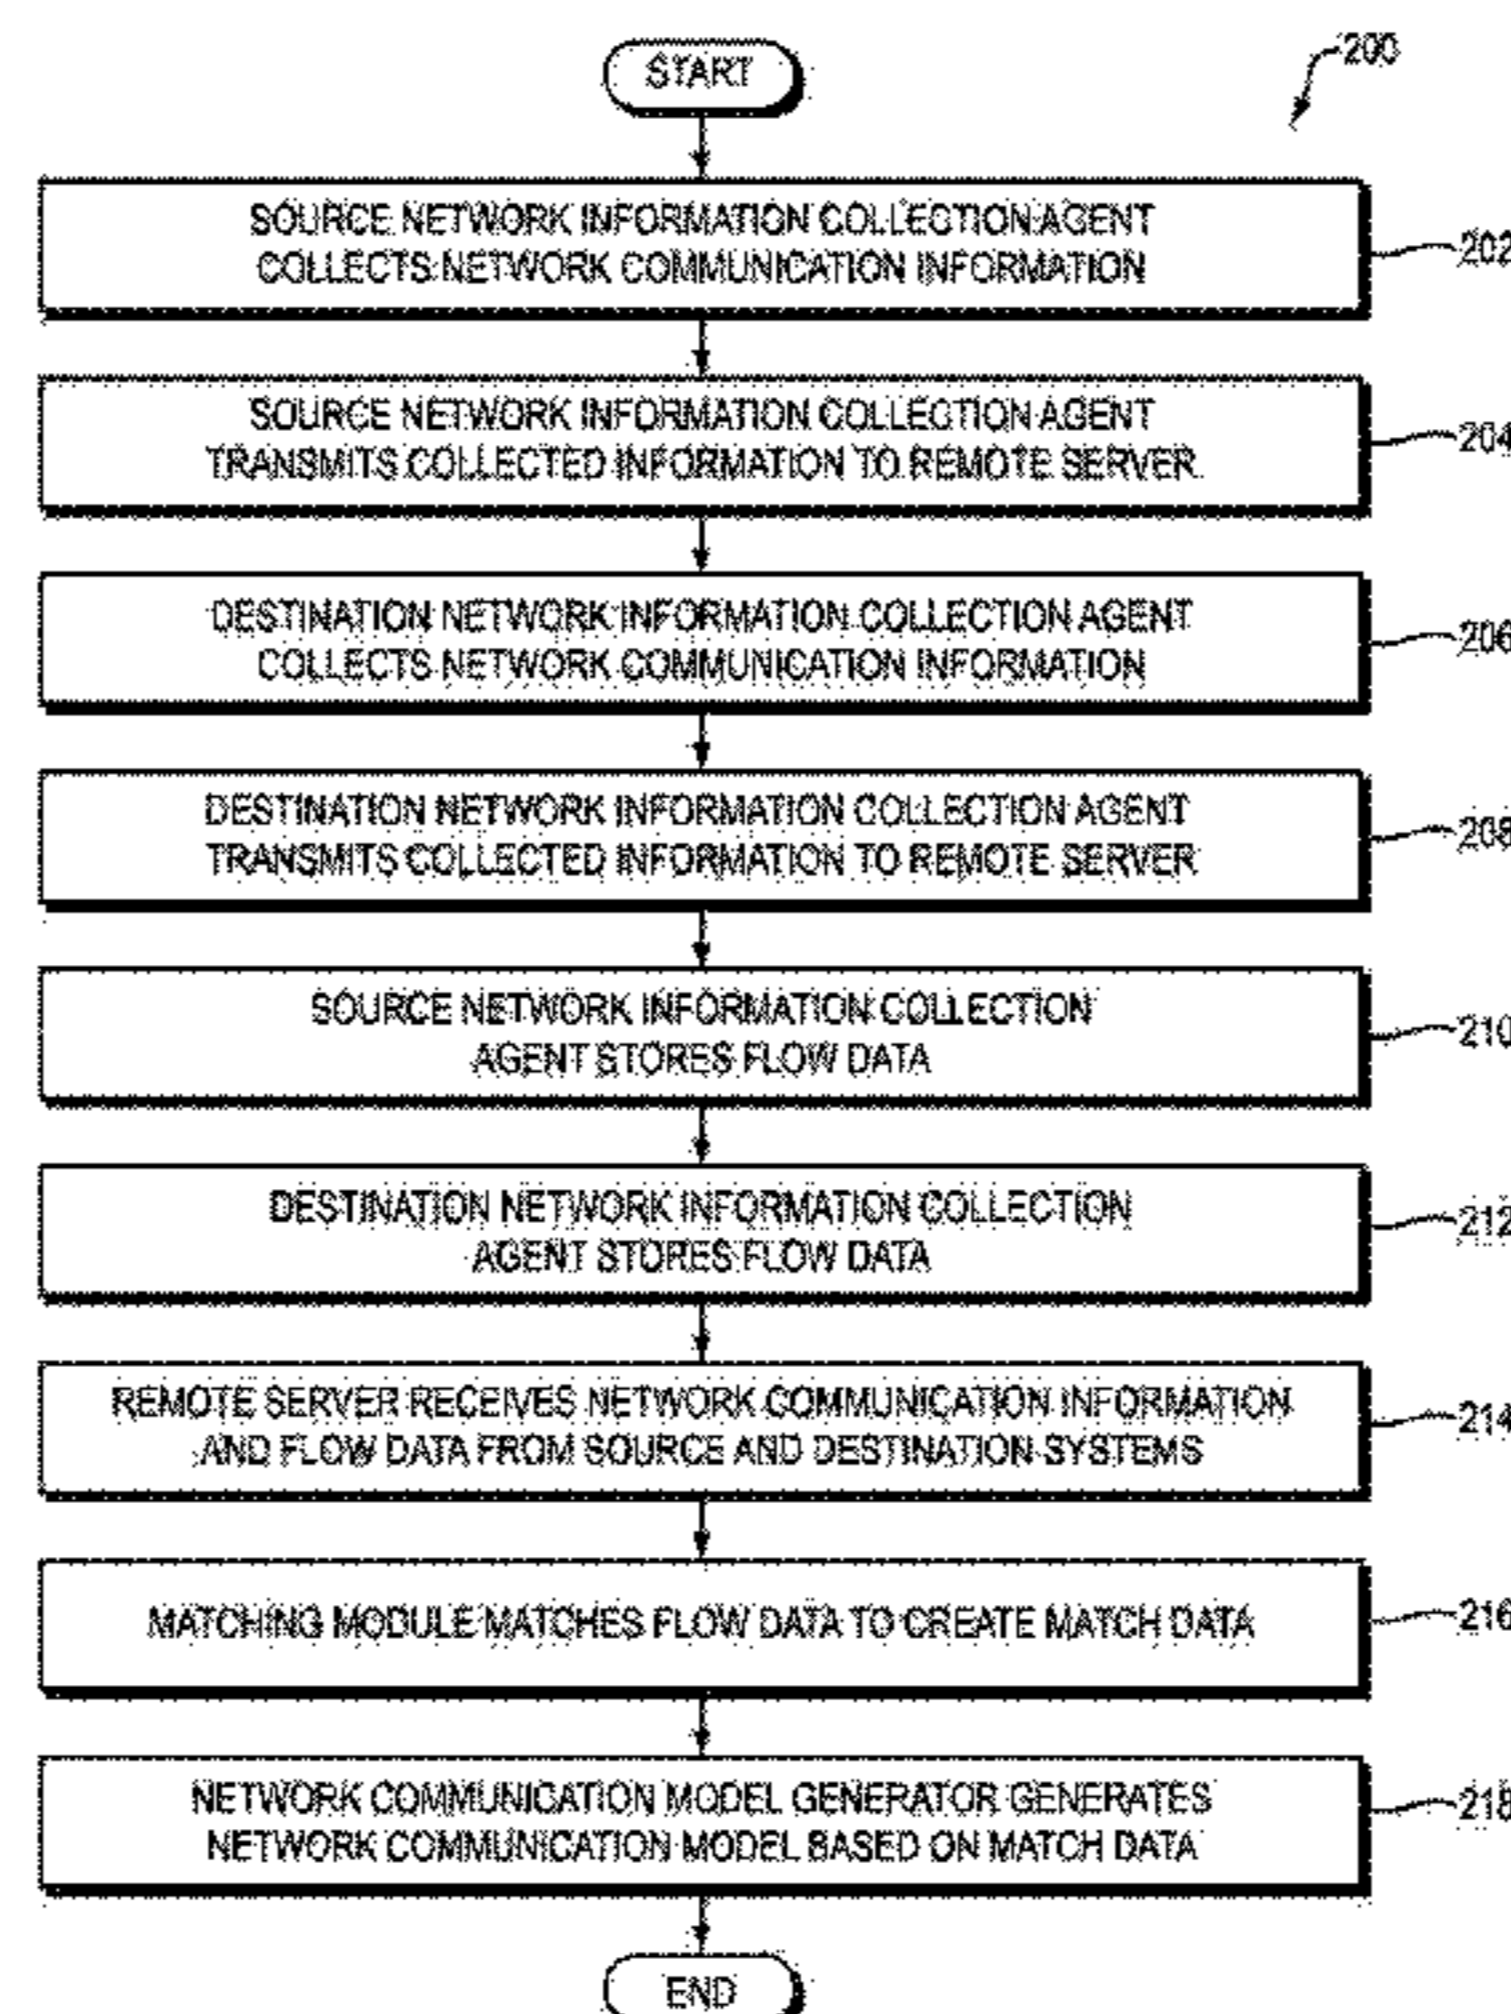 START
200
SOURCE NETWORK INFORMATION COLLECTION AGENT
COLLECTS NETWORK COMMUNICATION INFORMATION
202
SOURCE NETWORK INFORMATION COLLECTION AGENT
TRANSMITS COLLECTED INFORMATION TO REMOTE SERVER
204
DESTINATION NETWORK INFORMATION COLLECTION AGENT
COLLECTS NETWORK COMMUNICATION INFORMATION
206
DESTINATION NETWORK INFORMATION COLLECTION AGENT
TRANSMITS COLLECTED INFORMATION TO REMOTE SERVER
208
SOURCE NETWORK INFORMATION COLLECTION
AGENT STORES FLOW DATA
210
DESTINATION NETWORK INFORMATION COLLECTION
AGENT STORES FLOW DATA
212
REMOTE SERVER RECEIVES NETWORK COMMUNICATION INFORMATION
AND FLOW DATA FROM SOURCE AND DESTINATION SYSTEMS
214
MATCHING MODULE MATCHES FLOW DATA TO CREATE MATCH DATA
216
NETWORK COMMUNICATION MODEL GENERATOR GENERATES
NETWORK COMMUNICATION MODEL BASED ON MATCH DATA
218
END